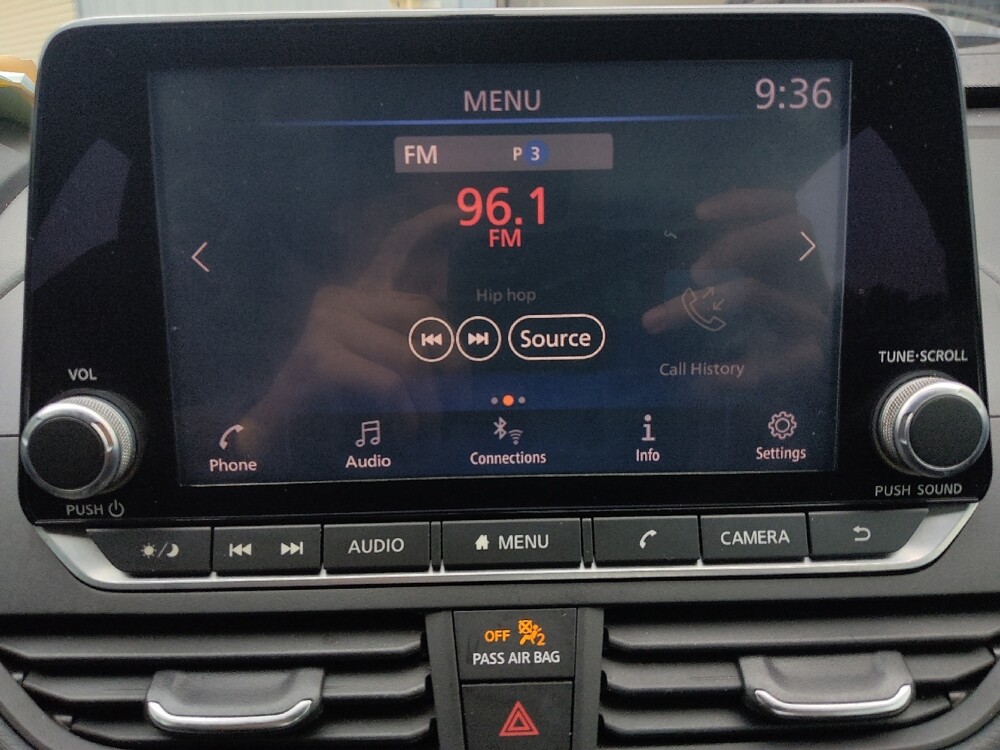 MENU
9:36
FM P 3
96.1
FM
Hip hop
Source
Call History
Phone
Audio
Connections
Info
Settings
VOL
PUSH
TUNE·SCROLL
PUSH SOUND
AUDIO
MENU
CAMERA
OFF 2
PASS AIR BAG